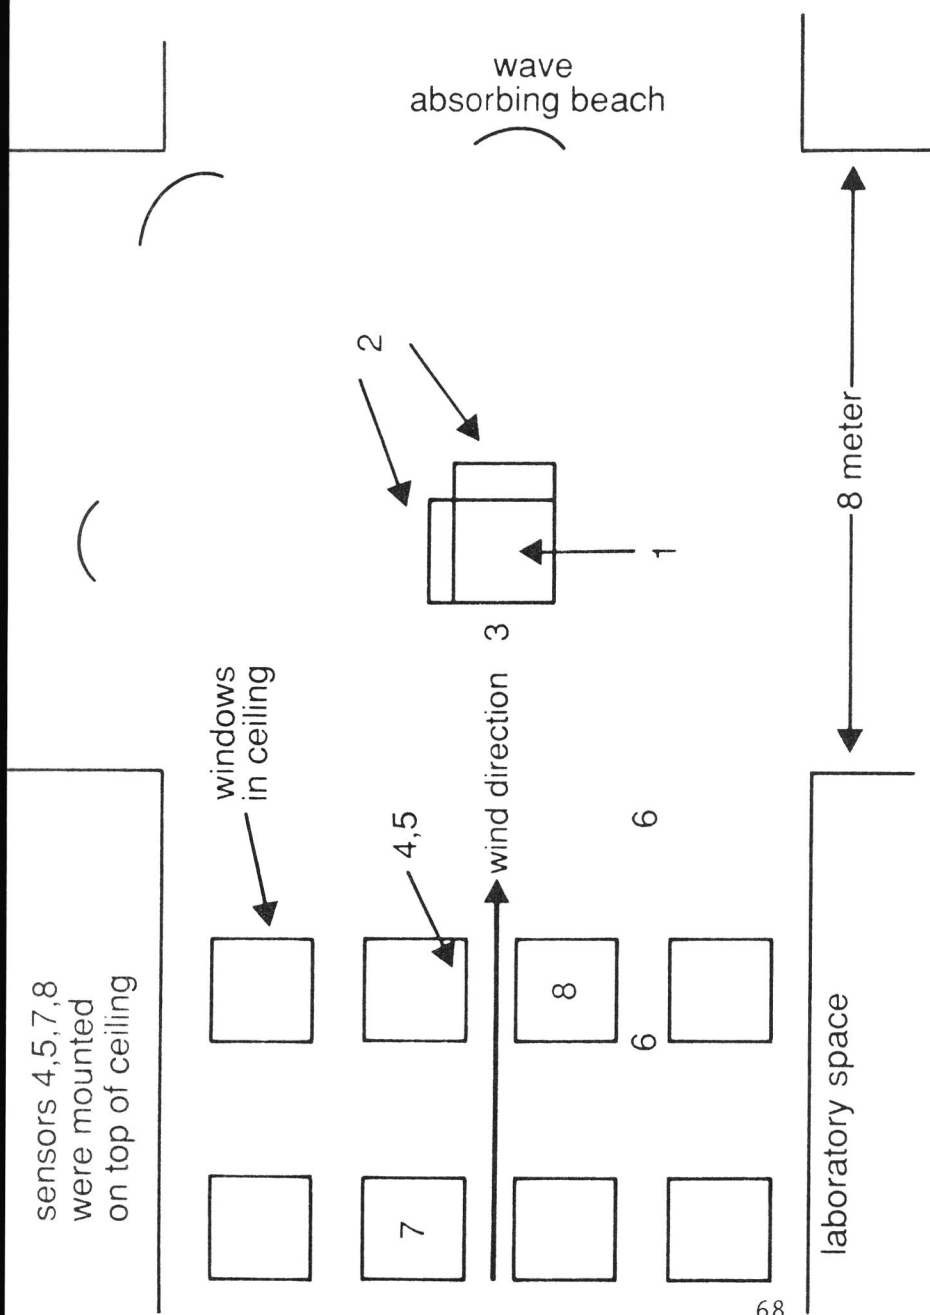 wave
absorbing beach
2
1
3
8 meter
windows
in ceiling
4,5
wind direction
6
sensors 4,5,7,8
were mounted
on top of ceiling
8
6
7
laboratory space
68